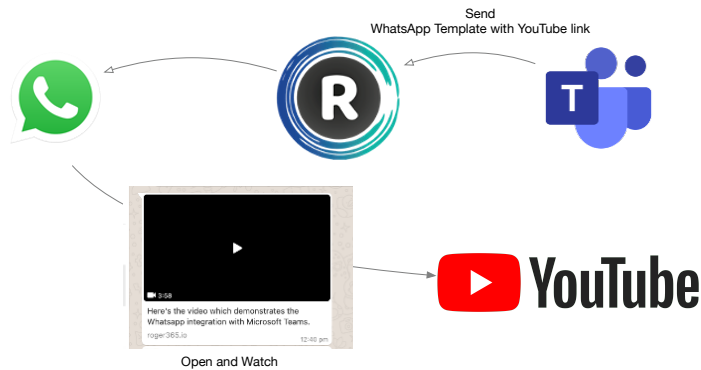 Send
WhatsApp Template with YouTube link
R
T
3:58
Here's the video which demonstrates the
Whatsapp integration with Microsoft Teams.
roger365.io
12:40 pm
YouTube
Open and Watch